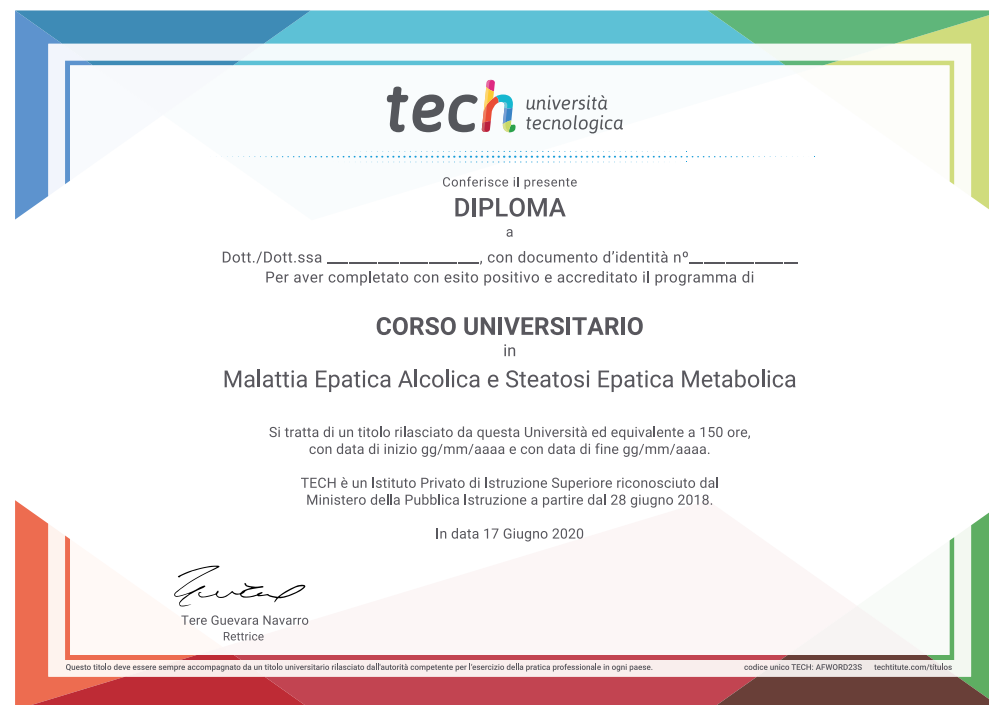 tech università
tecnologica
Conferisce il presente
DIPLOMA
a
Dott./Dott.ssa ________________, con documento d'identità nº____________
Per aver completato con esito positivo e accreditato il programma di
CORSO UNIVERSITARIO
in
Malattia Epatica Alcolica e Steatosi Epatica Metabolica
Si tratta di un titolo rilasciato da questa Università ed equivalente a 150 ore,
con data di inizio gg/mm/aaaa e con data di fine gg/mm/aaaa.
TECH è un Istituto Privato di Istruzione Superiore riconosciuto dal
Ministero della Pubblica Istruzione a partire dal 28 giugno 2018.
In data 17 Giugno 2020
Tere Guevara Navarro
Rettrice
Questo titolo deve essere sempre accompagnato da un titolo universitario rilasciato dall'autorità competente per l'esercizio della pratica professionale in ogni paese. codice unico TECH: AFWORD23S techtitute.com/titulos